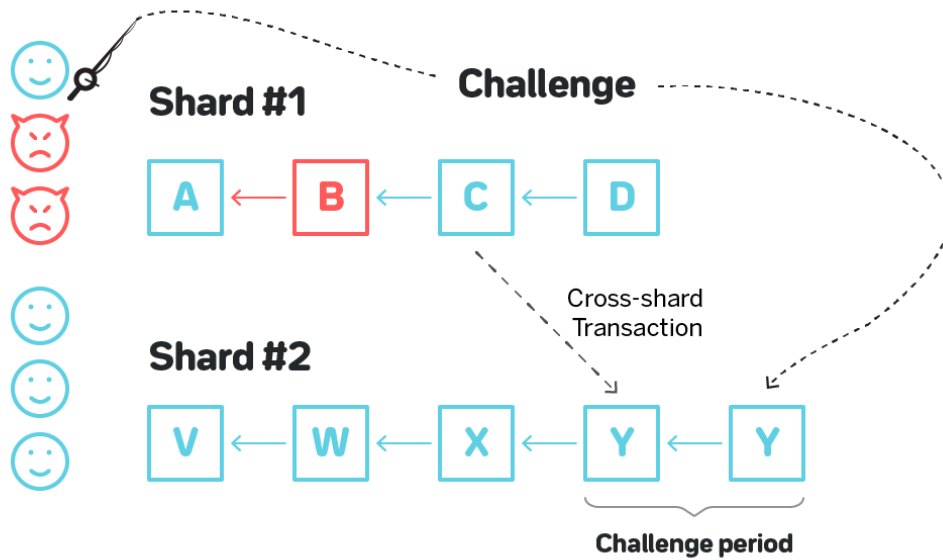 Challenge
Shard #1
A
B
C
D
Cross-shard
Transaction
Shard #2
V
W
X
Y
Y
Challenge period